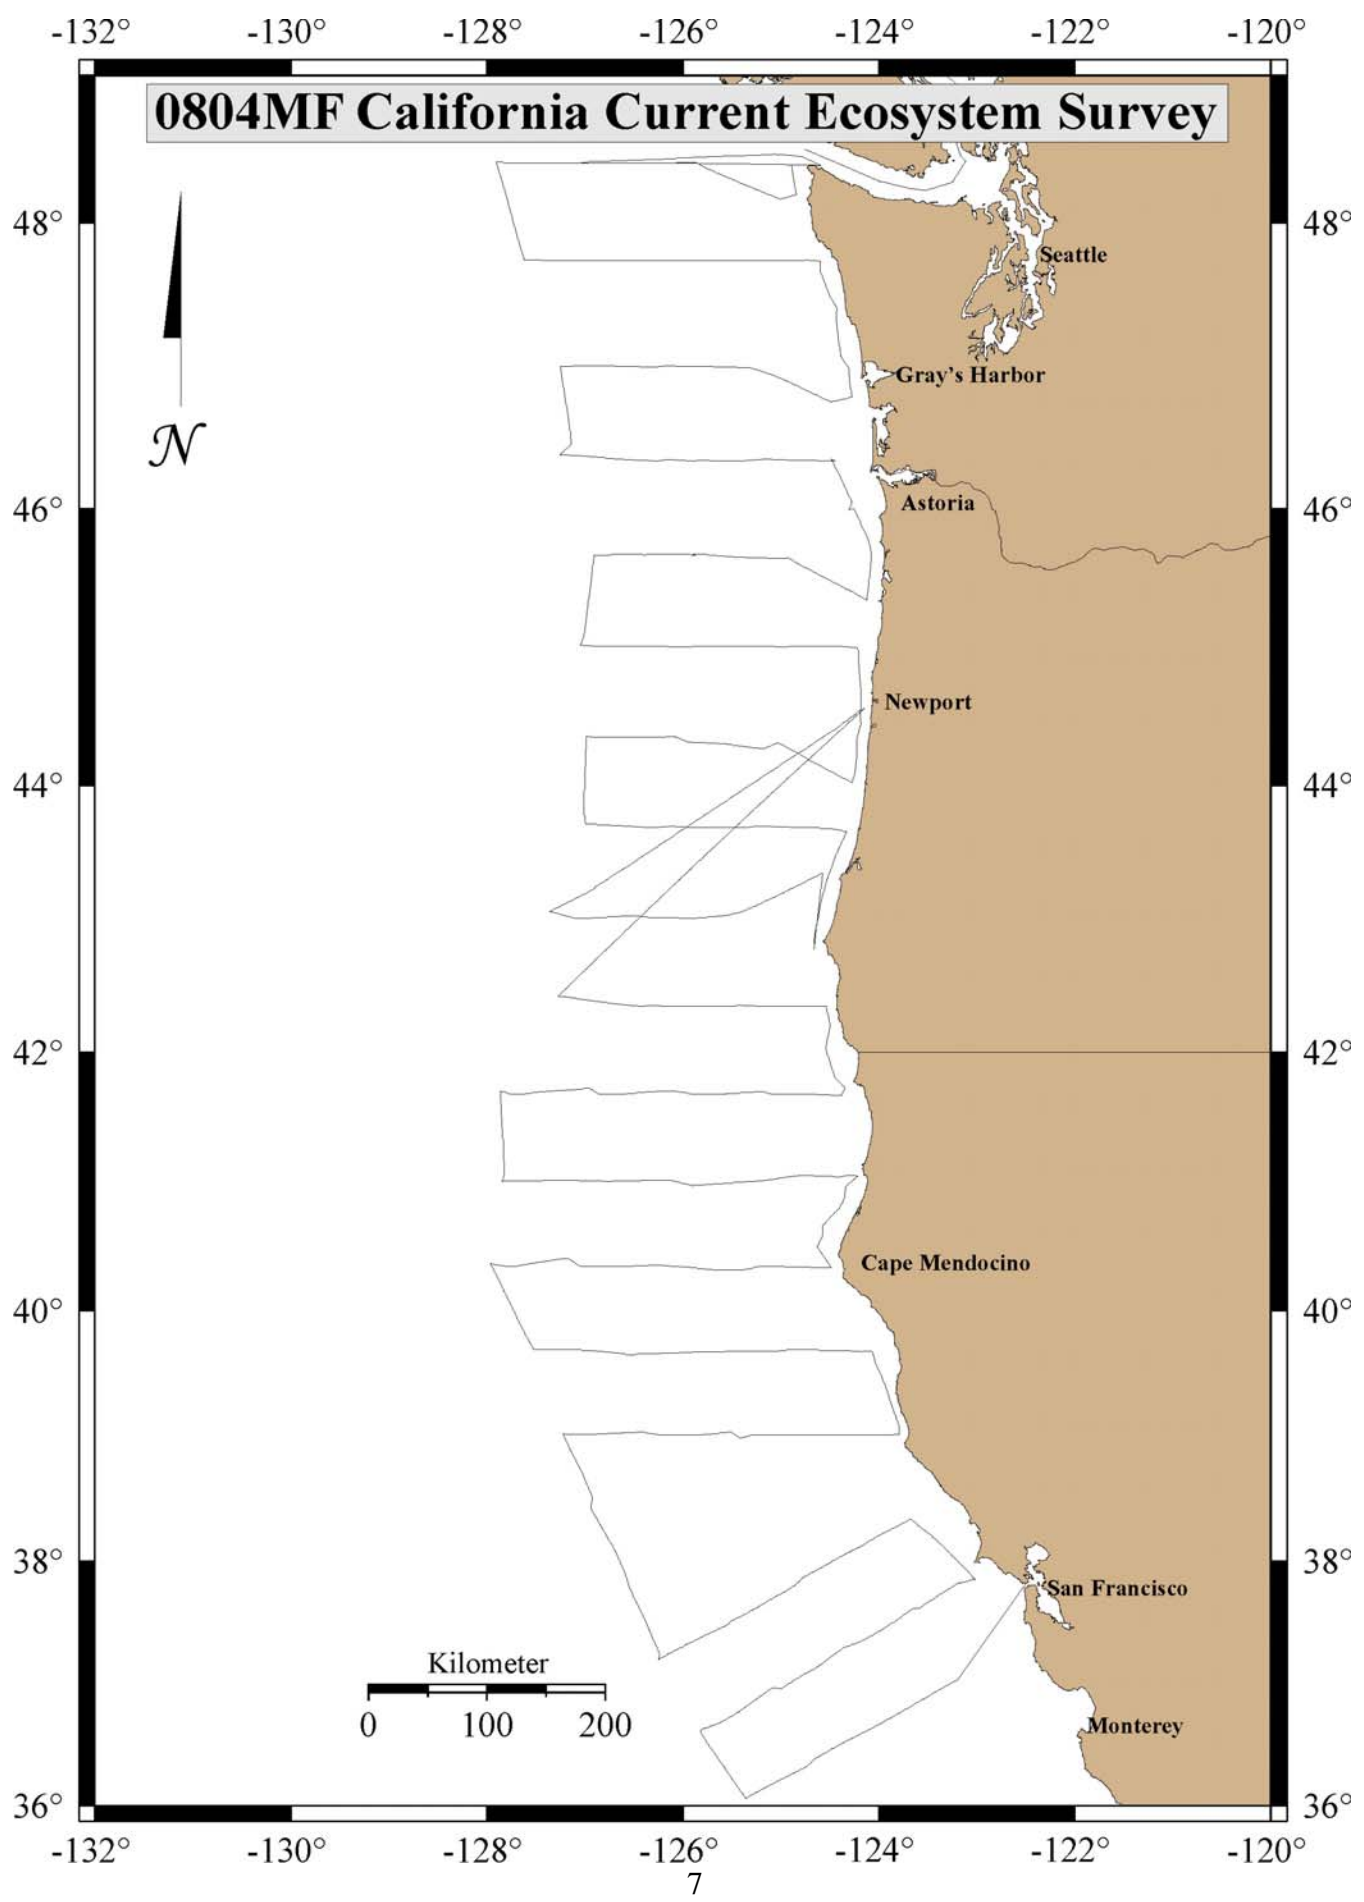 -132° -130° -128° -126° -124° -122° -120°
0804MF California Current Ecosystem Survey
48° 48°
Seattle
Gray's Harbor
N
46° Astoria 46°
Newport
44° 44°
42° 42°
Cape Mendocino
40° 40°
38° 38°
San Francisco
Kilometer
0 100 200
Monterey
36° 36°
-132° -130° -128° -126° -124° -122° -120°
7